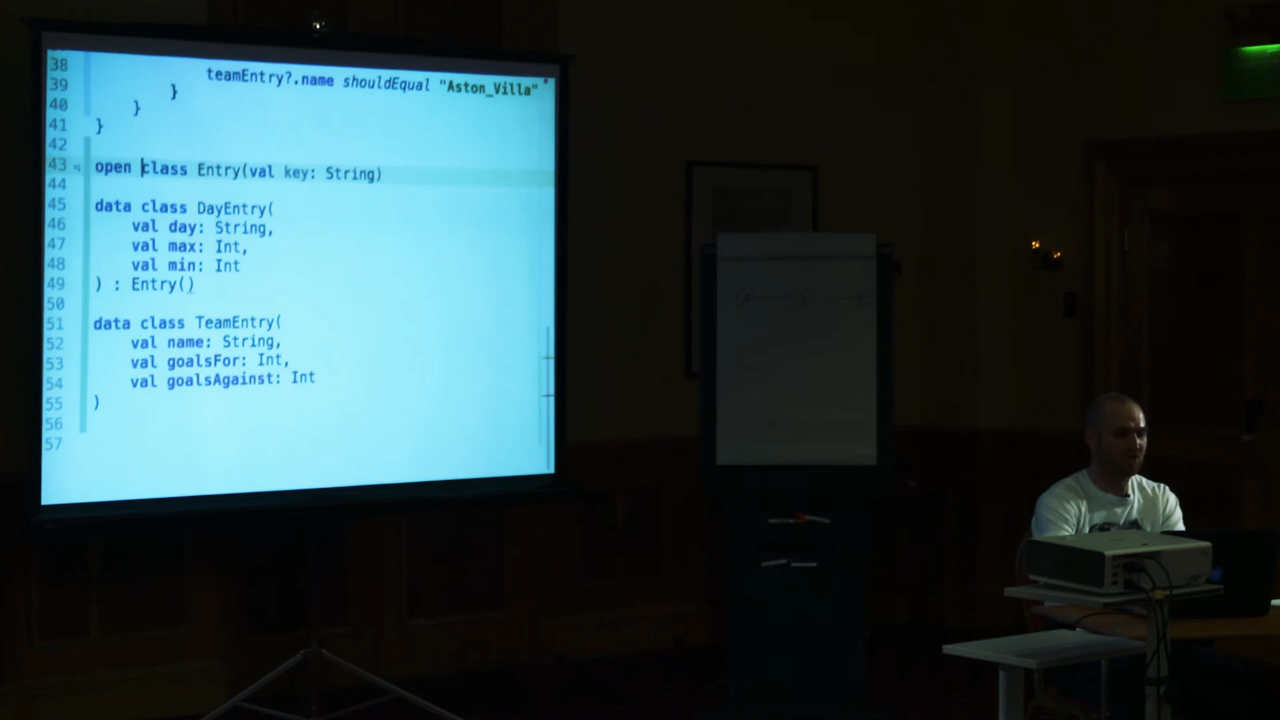 38 teamEntry?.name shouldEqual "Aston_Villa"
39 }
40 }
41 }
42
43 open class Entry(val key: String)
44
45 data class DayEntry(
46 val day: String,
47 val max: Int,
48 val min: Int
49 ) : Entry()
50
51 data class TeamEntry(
52 val name: String,
53 val goalsFor: Int,
54 val goalsAgainst: Int
55 )
56
57